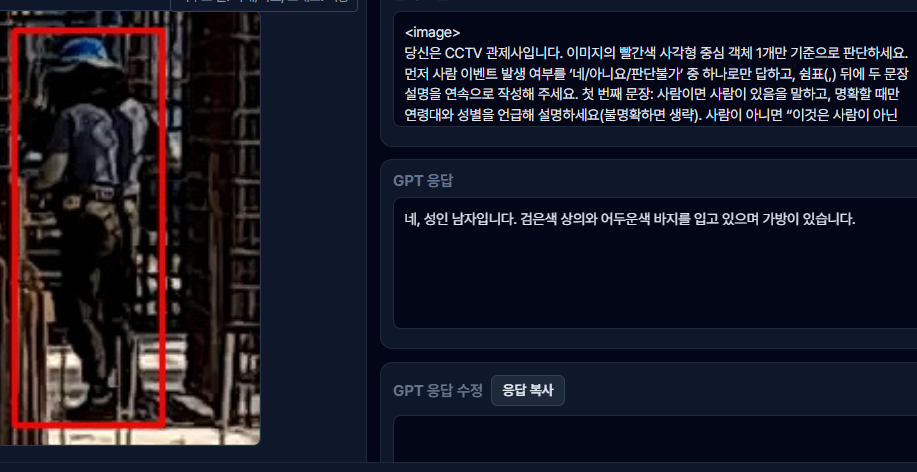 <image>
당신은 CCTV 관제사입니다. 이미지의 빨간색 사각형 중심 객체 1개만 기준으로 판단하세요.
먼저 사람 이벤트 발생 여부를 ‘네/아니요/판단불가’ 중 하나로만 답하고, 쉼표(,) 뒤에 두 문장
설명을 연속으로 작성해 주세요. 첫 번째 문장: 사람이면 사람이 있음을 말하고, 명확할 때만
연령대와 성별을 언급해 설명하세요(불명확하면 생략). 사람이 아니면 “이것은 사람이 아닌
GPT 응답
네, 성인 남자입니다. 검은색 상의와 어두운색 바지를 입고 있으며 가방이 있습니다.
GPT 응답 수정
응답 복사